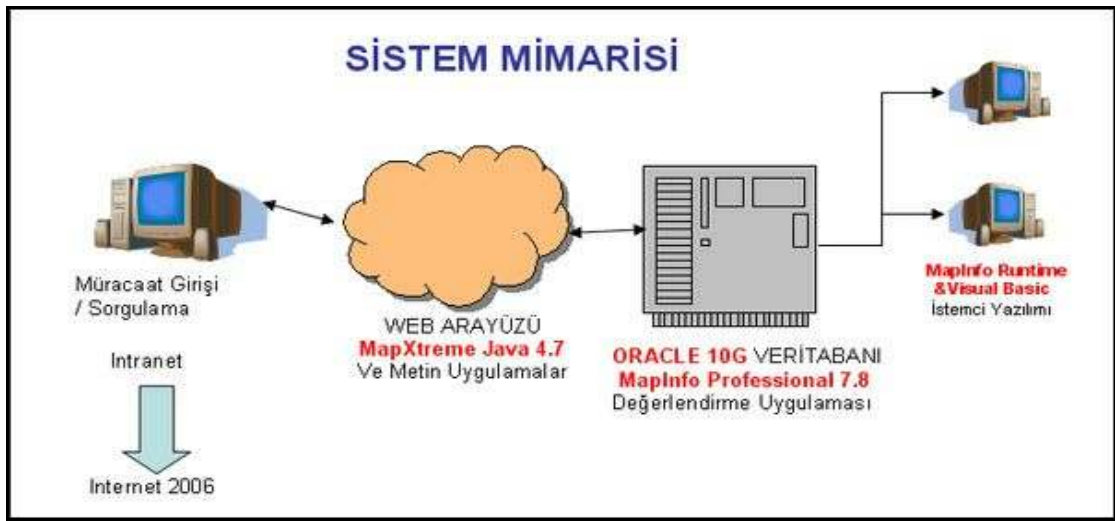 SİSTEM MİMARİSİ
Müracaat Girişi
/ Sorgulama
Intranet
Internet 2006
WEB ARAYÜZÜ
MapXtreme Java 4.7
Ve Metin Uygulamalar
ORACLE 10G VERİTABANI
MapInfo Professional 7.8
Değerlendirme Uygulaması
MapInfo Runtime
&Visual Basic
İstemci Yazılımı